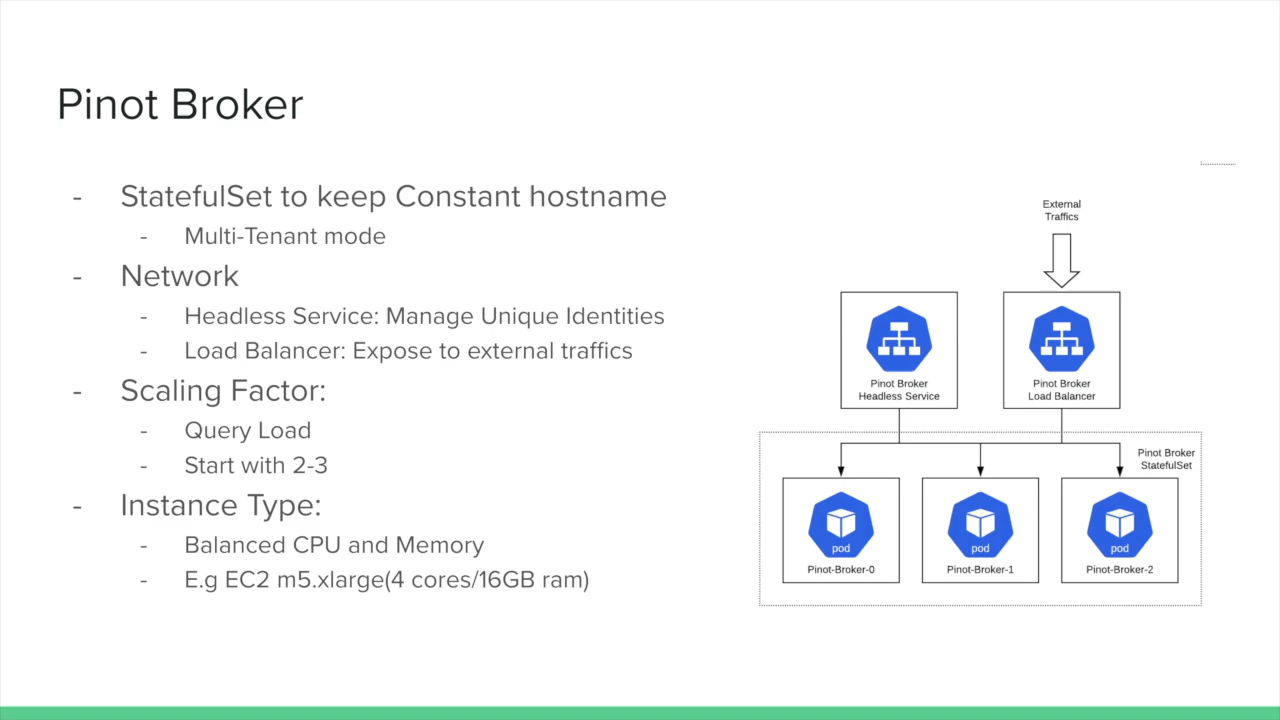 Pinot Broker
- StatefulSet to keep Constant hostname
- Multi-Tenant mode
- Network
- Headless Service: Manage Unique Identities
- Load Balancer: Expose to external traffics
- Scaling Factor:
- Query Load
- Start with 2-3
- Instance Type:
- Balanced CPU and Memory
- E.g EC2 m5.xlarge(4 cores/16GB ram)
External
Traffics
Pinot Broker
Headless Service
Pinot Broker
Load Balancer
Pinot Broker
StatefulSet
pod
Pinot-Broker-0
pod
Pinot-Broker-1
pod
Pinot-Broker-2